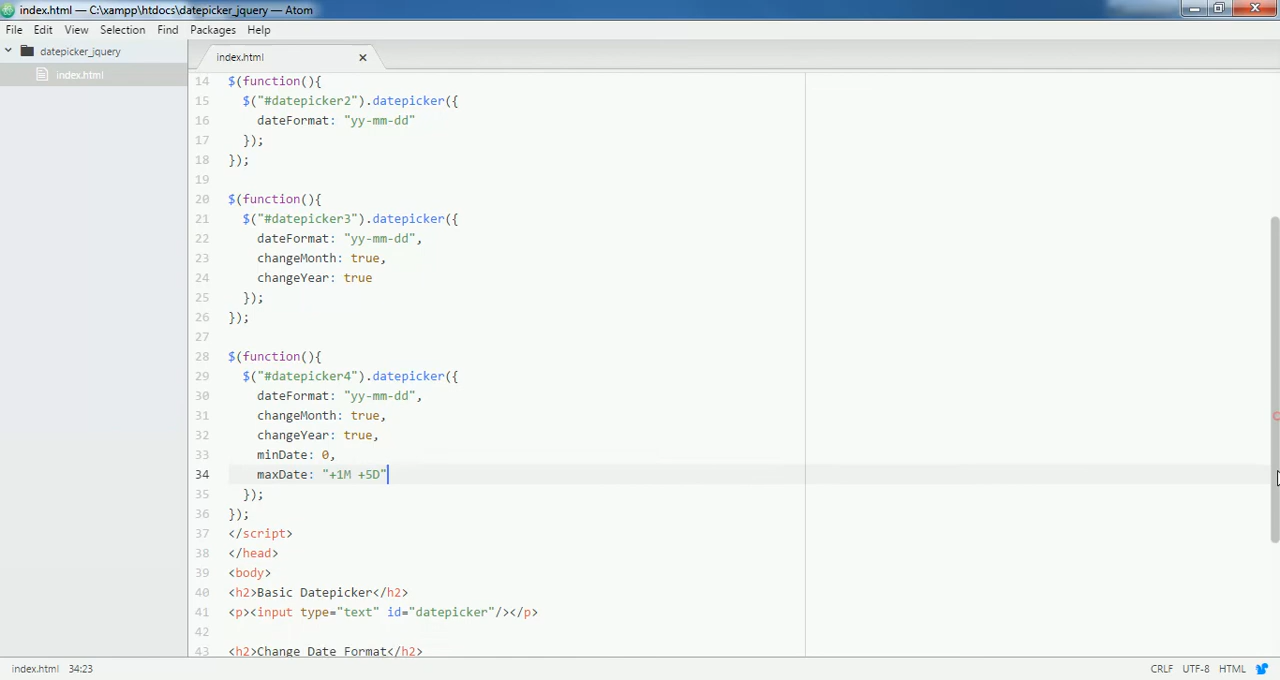 index.html — C:\xampp\htdocs\datepicker_jquery — Atom
File Edit View Selection Find Packages Help
datepicker_jquery
index.html
index.html
14 $(function(){
15 $("#datepicker2").datepicker({
16 dateFormat: "yy-mm-dd"
17 });
18 });
19
20 $(function(){
21 $("#datepicker3").datepicker({
22 dateFormat: "yy-mm-dd",
23 changeMonth: true,
24 changeYear: true
25 });
26 });
27
28 $(function(){
29 $("#datepicker4").datepicker({
30 dateFormat: "yy-mm-dd",
31 changeMonth: true,
32 changeYear: true,
33 minDate: 0,
34 maxDate: "+1M +5D"
35 });
36 });
37 </script>
38 </head>
39 <body>
40 <h2>Basic Datepicker</h2>
41 <p><input type="text" id="datepicker"/></p>
42
43 <h2>Change Date Format</h2>
index.html 34:23 CRLF UTF-8 HTML